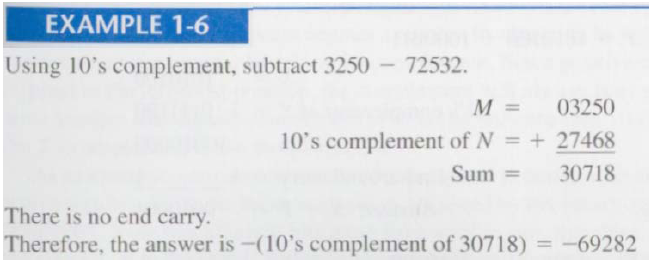 EXAMPLE 1-6
Using 10's complement, subtract 3250 − 72532.
M = 03250
10's complement of N = + 27468
Sum = 30718
There is no end carry.
Therefore, the answer is −(10's complement of 30718) = −69282